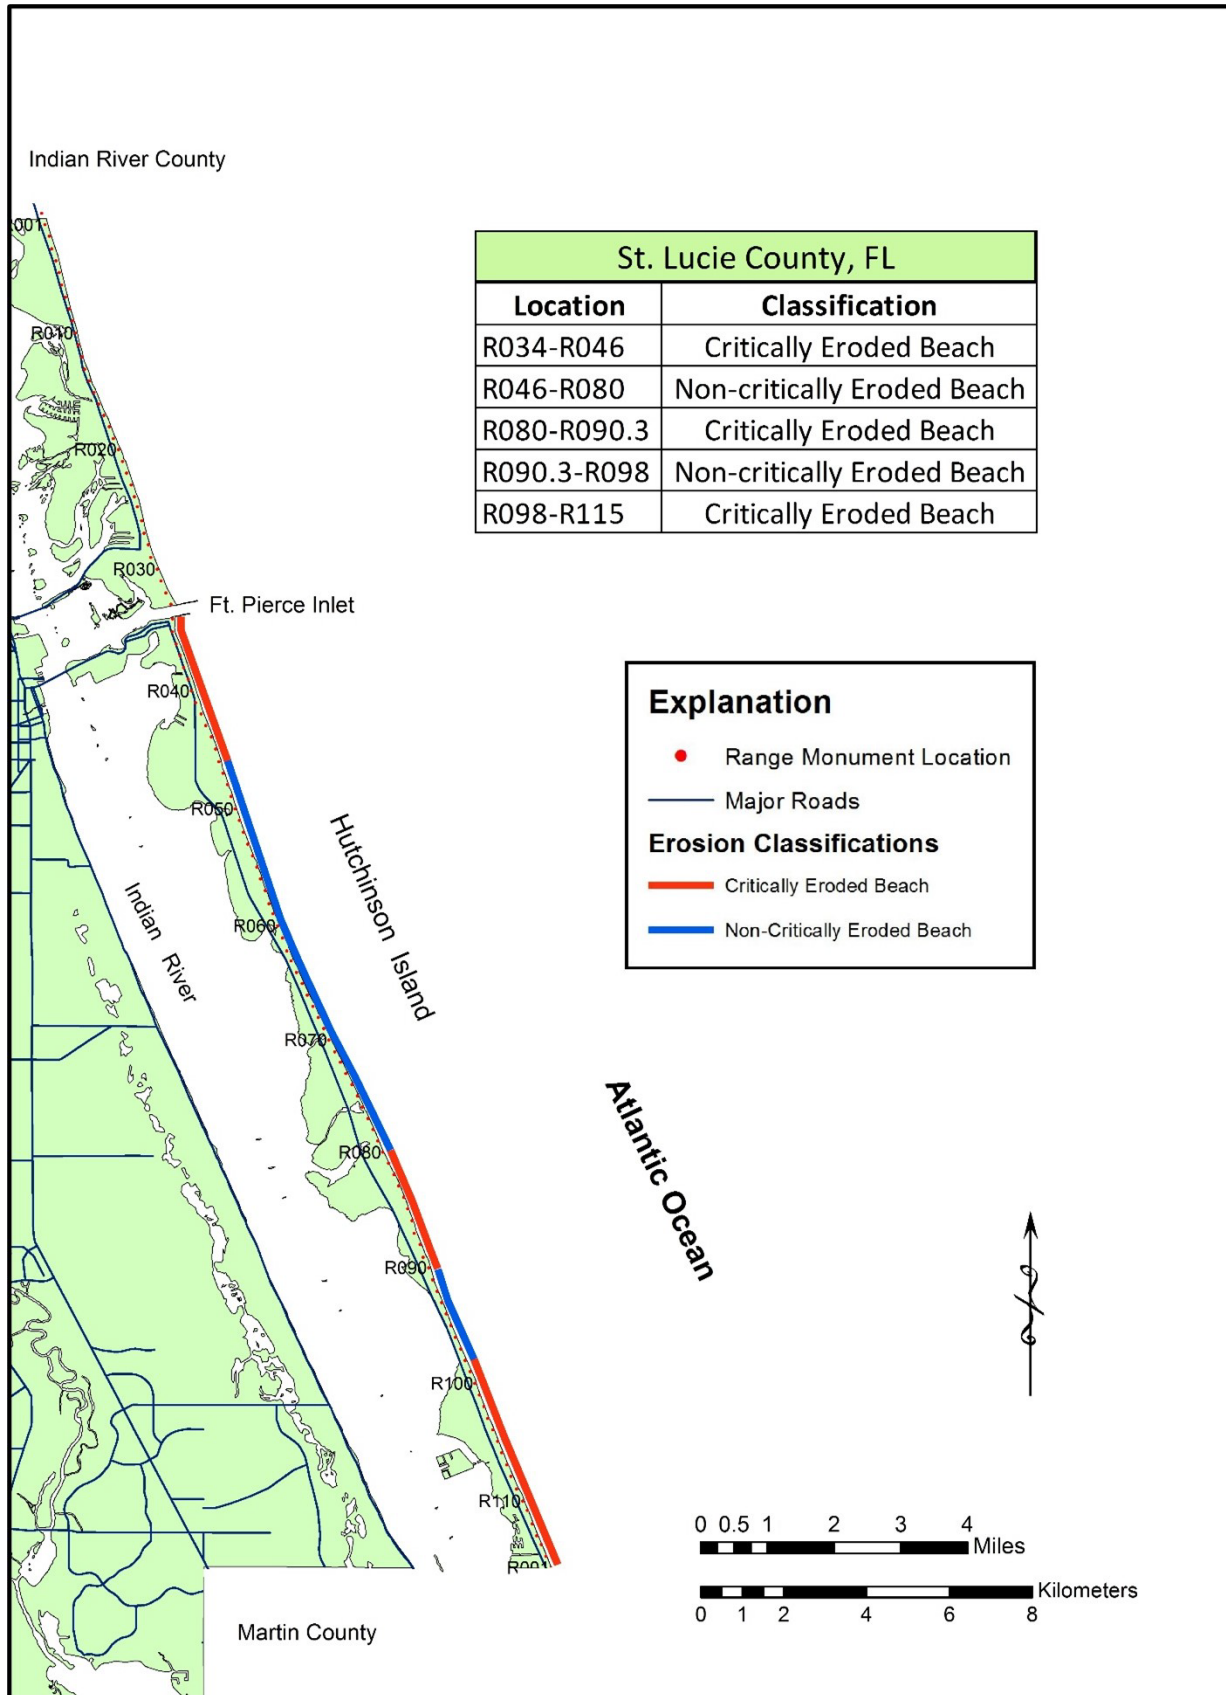 Indian River County
St. Lucie County, FL
Location Classification
R034-R046 Critically Eroded Beach
R046-R080 Non-critically Eroded Beach
R080-R090.3 Critically Eroded Beach
R090.3-R098 Non-critically Eroded Beach
R098-R115 Critically Eroded Beach
R010
R020
R030
Ft. Pierce Inlet
R040
R050
R060
R070
R080
R090
R100
R110
Indian River
Hutchinson Island
Atlantic Ocean
Explanation
Range Monument Location
Major Roads
Erosion Classifications
Critically Eroded Beach
Non-Critically Eroded Beach
0 0.5 1 2 3 4
Miles
Kilometers
0 1 2 4 6 8
Martin County